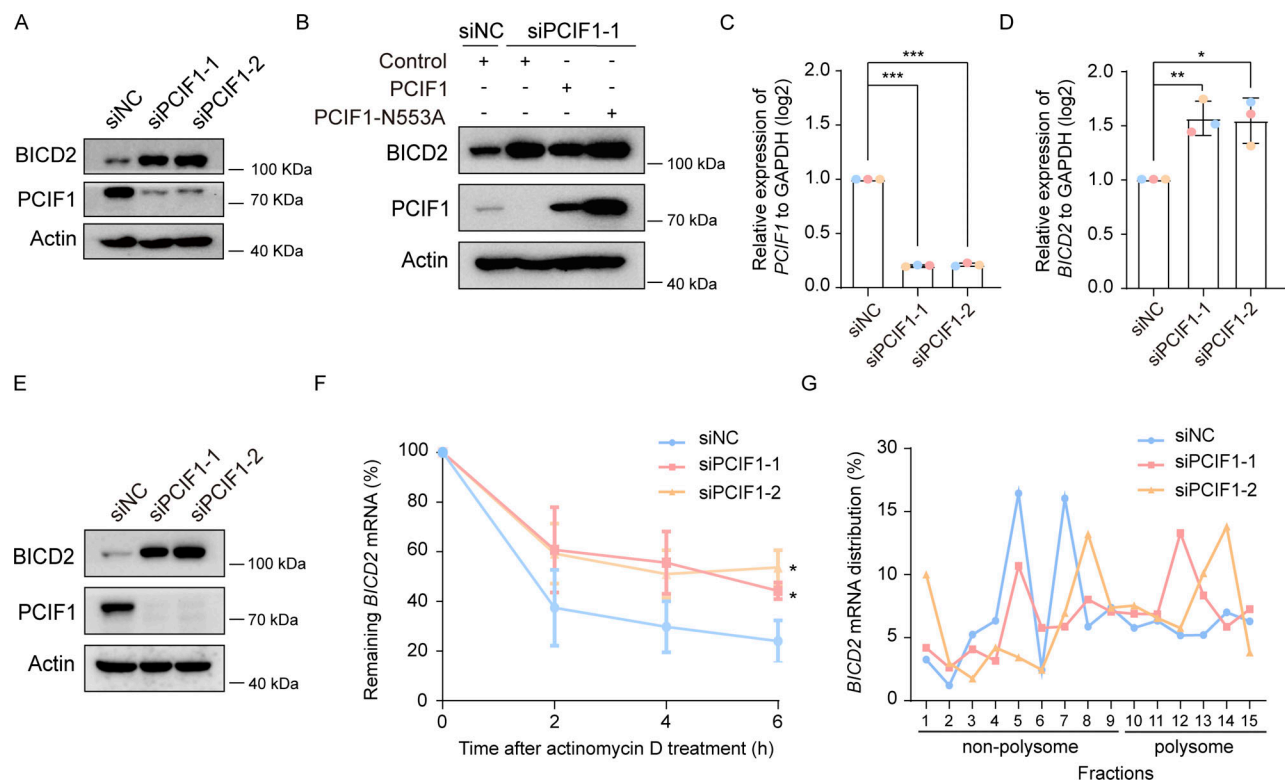 A
siNC
siPCIF1-1
siPCIF1-2
BICD2
100 KDa
PCIF1
70 KDa
Actin
40 KDa
B
siNC
siPCIF1-1
Control + + - -
PCIF1 - - + -
PCIF1-N553A - - - +
BICD2
100 kDa
PCIF1
70 kDa
Actin
40 kDa
C
Relative expression of
PCIF1 to GAPDH (log2)
2.0
1.5
1.0
0.5
0.0
***
***
siNC
siPCIF1-1
siPCIF1-2
D
Relative expression of
BICD2 to GAPDH (log2)
2.0
1.5
1.0
1.5
0.0
*
**
siNC
siPCIF1-1
siPCIF1-2
E
siNC
siPCIF1-1
siPCIF1-2
BICD2
100 kDa
PCIF1
70 kDa
Actin
40 kDa
F
siNC
siPCIF1-1
siPCIF1-2
Remaining BICD2 mRNA (%)
100
80
60
40
20
0
*
*
0 2 4 6
Time after actinomycin D treatment (h)
G
siNC
siPCIF1-1
siPCIF1-2
BICD2 mRNA distribution (%)
30
15
10
5
0
1 2 3 4 5 6 7 8 9 10 11 12 13 14 15
non-polysome polysome
Fractions